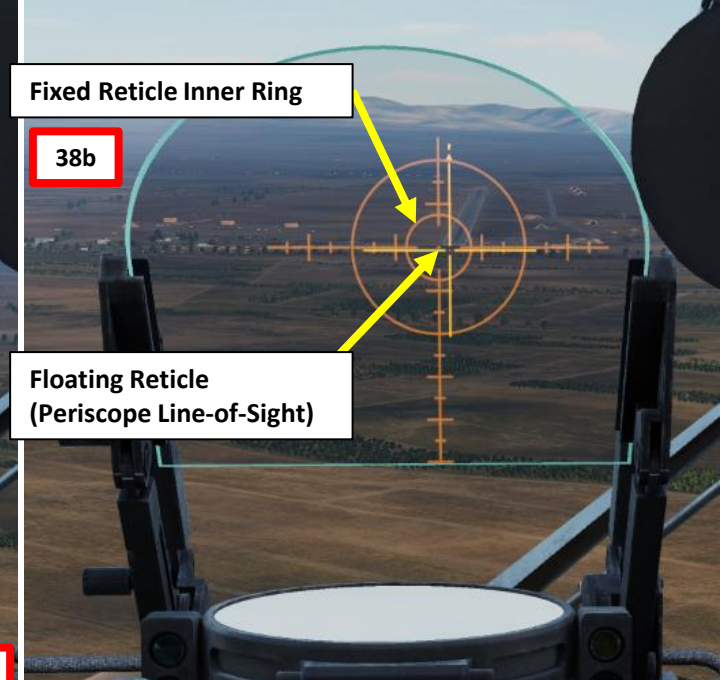 Fixed Reticle Inner Ring
38b
Floating Reticle
(Periscope Line-of-Sight)